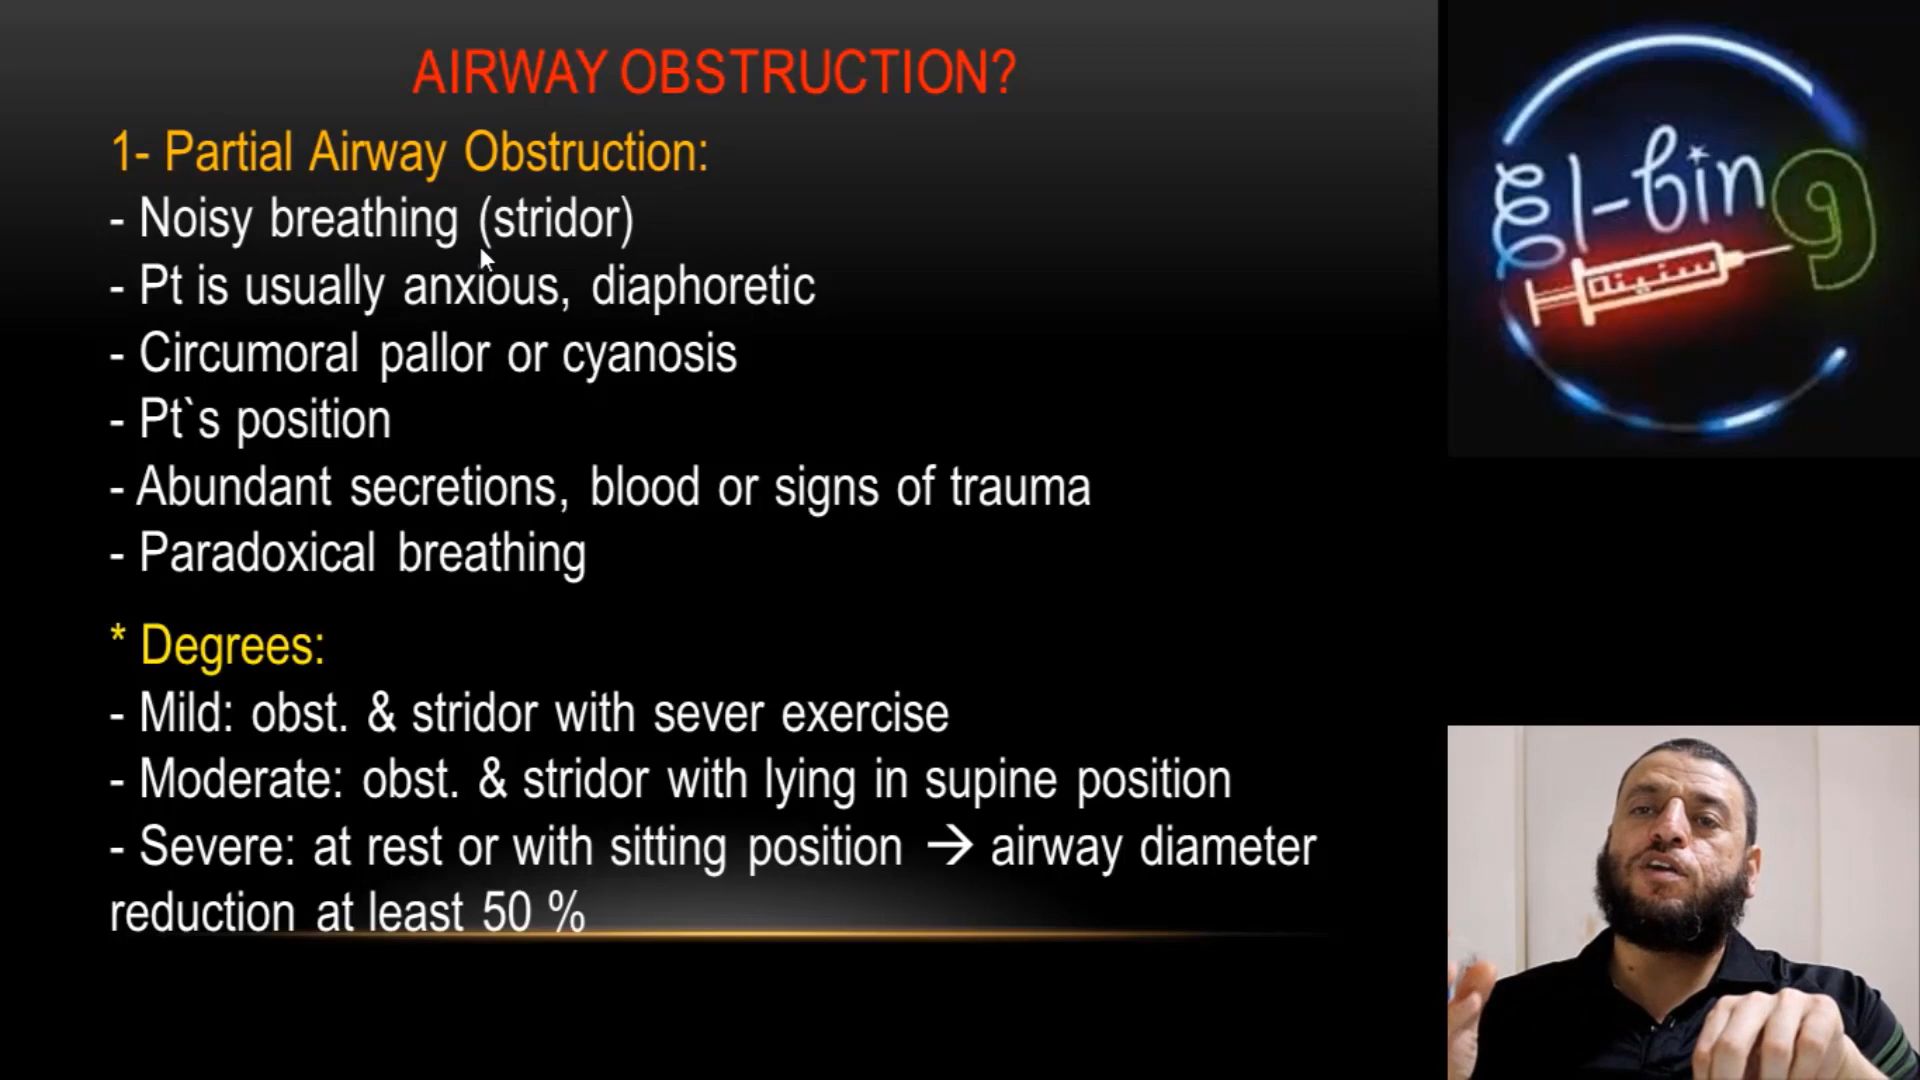 AIRWAY OBSTRUCTION?
1- Partial Airway Obstruction:
- Noisy breathing (stridor)
- Pt is usually anxious, diaphoretic
- Circumoral pallor or cyanosis
- Pt`s position
- Abundant secretions, blood or signs of trauma
- Paradoxical breathing
* Degrees:
- Mild: obst. & stridor with sever exercise
- Moderate: obst. & stridor with lying in supine position
- Severe: at rest or with sitting position → airway diameter
reduction at least 50 %
El-bing